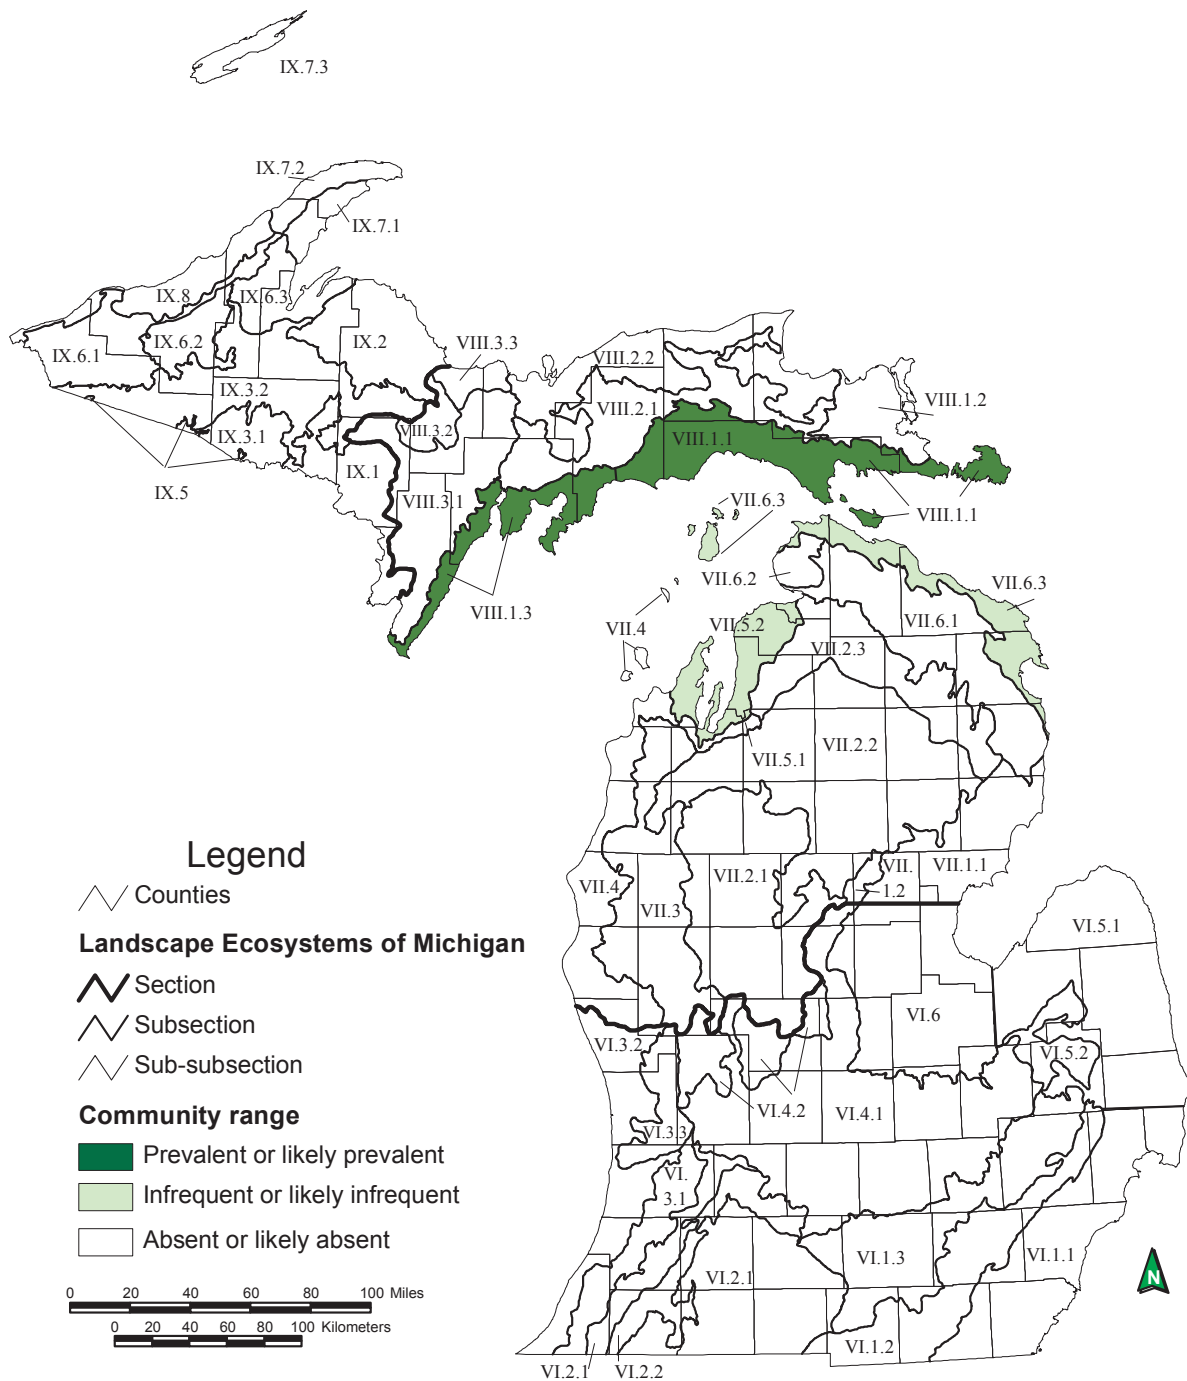 IX.7.3
IX.7.2
IX.7.1
IX.8
IX.6.3
IX.6.1
IX.6.2
IX.2
VIII.3.3
VIII.2.2
VIII.1.2
IX.3.2
VIII.2.1
IX.3.1
VIII.3.2
VIII.1.1
IX.5
IX.1
VIII.3.1
VIII.1.1
VII.6.3
VII.6.2
VII.6.3
VIII.1.3
VII.6.1
VII.4
VII.5.2
VII.2.3
VII.5.1
VII.2.2
VII.4
VII.3
VII.2.1
VII.
1.2
VII.1.1
VI.5.1
VI.6
VI.3.2
VI.5.2
VI.4.2
VI.4.1
VI.3.3
VI.
3.1
VI.2.1
VI.1.3
VI.1.1
VI.1.2
VI.2.1
VI.2.2
Legend
Counties
Landscape Ecosystems of Michigan
Section
Subsection
Sub-subsection
Community range
Prevalent or likely prevalent
Infrequent or likely infrequent
Absent or likely absent
0 20 40 60 80 100 Miles
0 20 40 60 80 100 Kilometers
N